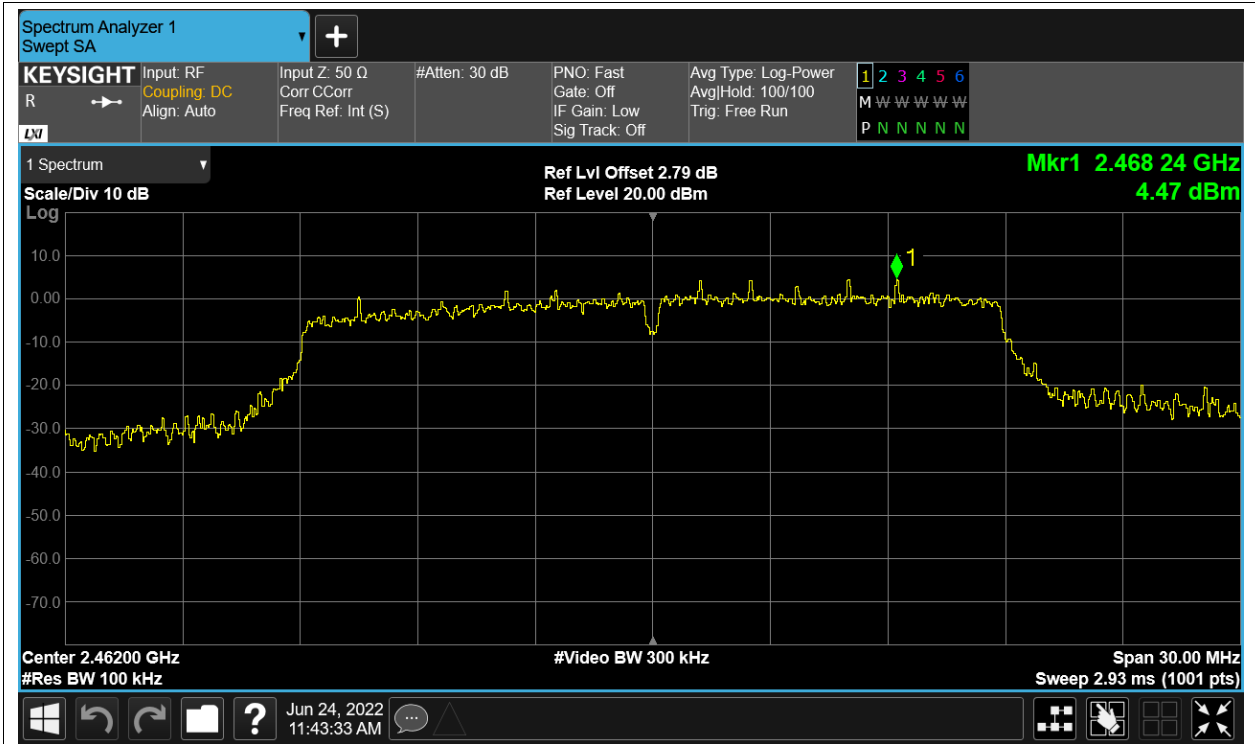 Spectrum Analyzer 1
Swept SA
KEYSIGHT
R
LXI
Input: RF
Coupling: DC
Align: Auto
Input Z: 50 Ω
Corr CCorr
Freq Ref: Int (S)
#Atten: 30 dB
PNO: Fast
Gate: Off
IF Gain: Low
Sig Track: Off
Avg Type: Log-Power
Avg|Hold: 100/100
Trig: Free Run
1 2 3 4 5 6
M W W W W W
P N N N N N
1 Spectrum
Scale/Div 10 dB
Log
Ref Lvl Offset 2.79 dB
Ref Level 20.00 dBm
Mkr1 2.468 24 GHz
4.47 dBm
1
10.0
0.00
-10.0
-20.0
-30.0
-40.0
-50.0
-60.0
-70.0
Center 2.46200 GHz
#Res BW 100 kHz
#Video BW 300 kHz
Span 30.00 MHz
Sweep 2.93 ms (1001 pts)
?
Jun 24, 2022
11:43:33 AM